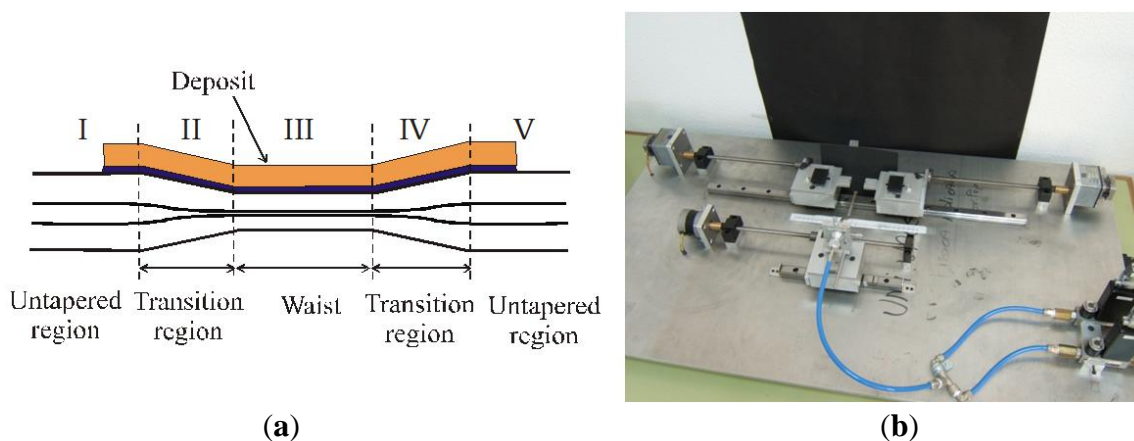 Deposit
I II III IV V
Untapered Transition Waist Transition Untapered
region region region region
(a) (b)